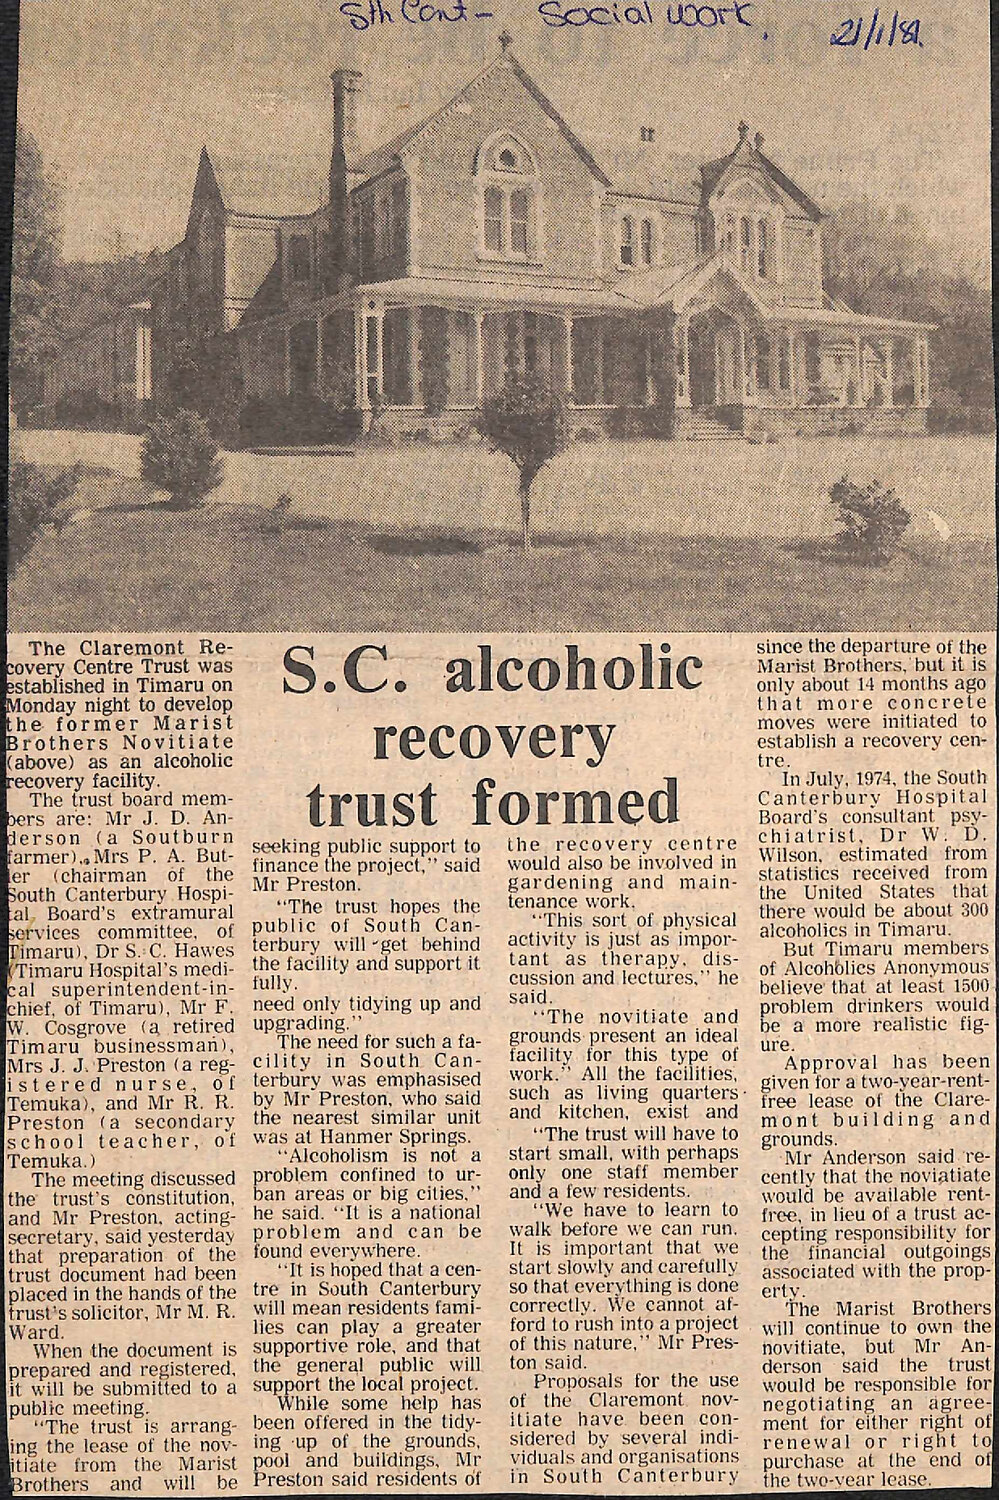 Sth Cant - Social work. 21/1/81.
The Claremont Re-
covery Centre Trust was
established in Timaru on
Monday night to develop
the former Marist
Brothers Novitiate
(above) as an alcoholic
recovery facility.
The trust board mem-
bers are: Mr J. D. An-
derson (a Soutburn
farmer), Mrs P. A. But-
ler (chairman of the
South Canterbury Hospi-
tal Board's extramural
services committee, of
Timaru), Dr S. C. Hawes
(Timaru Hospital's medi-
cal superintendent-in-
chief, of Timaru), Mr F.
W. Cosgrove (a retired
Timaru businessman),
Mrs J. J. Preston (a reg-
istered nurse, of
Temuka), and Mr R. R.
Preston (a secondary
school teacher, of
Temuka.)
The meeting discussed
the trust's constitution,
and Mr Preston, acting-
secretary, said yesterday
that preparation of the
trust document had been
placed in the hands of the
trust's solicitor, Mr M. R.
Ward.
When the document is
prepared and registered,
it will be submitted to a
public meeting.
"The trust is arrang-
ing the lease of the nov-
itiate from the Marist
Brothers and will be
S.C. alcoholic
recovery
trust formed
seeking public support to
finance the project," said
Mr Preston.
"The trust hopes the
public of South Can-
terbury will get behind
the facility and support it
fully.
need only tidying up and
upgrading."
The need for such a fa-
cility in South Can-
terbury was emphasised
by Mr Preston, who said
the nearest similar unit
was at Hanmer Springs.
"Alcoholism is not a
problem confined to ur-
ban areas or big cities,"
he said. "It is a national
problem and can be
found everywhere.
"It is hoped that a cen-
tre in South Canterbury
will mean residents fami-
lies can play a greater
supportive role, and that
the general public will
support the local project.
While some help has
been offered in the tidy-
ing up of the grounds,
pool and buildings, Mr
Preston said residents of
the recovery centre
would also be involved in
gardening and main-
tenance work.
"This sort of physical
activity is just as impor-
tant as therapy, dis-
cussion and lectures," he
said.
"The novitiate and
grounds present an ideal
facility for this type of
work." All the facilities,
such as living quarters
and kitchen, exist and
"The trust will have to
start small, with perhaps
only one staff member
and a few residents.
"We have to learn to
walk before we can run.
It is important that we
start slowly and carefully
so that everything is done
correctly. We cannot af-
ford to rush into a project
of this nature," Mr Pres-
ton said.
Proposals for the use
of the Claremont nov-
itiate have been con-
sidered by several indi-
viduals and organisations
in South Canterbury
since the departure of the
Marist Brothers, but it is
only about 14 months ago
that more concrete
moves were initiated to
establish a recovery cen-
tre.
In July, 1974, the South
Canterbury Hospital
Board's consultant psy-
chiatrist, Dr W. D.
Wilson, estimated from
statistics received from
the United States that
there would be about 300
alcoholics in Timaru.
But Timaru members
of Alcoholics Anonymous
believe that at least 1500
problem drinkers would
be a more realistic fig-
ure.
Approval has been
given for a two-year-rent-
free lease of the Clare-
mont building and
grounds.
Mr Anderson said re-
cently that the noviatiate
would be available rent-
free, in lieu of a trust ac-
cepting responsibility for
the financial outgoings
associated with the prop-
erty.
The Marist Brothers
will continue to own the
novitiate, but Mr An-
derson said the trust
would be responsible for
negotiating an agree-
ment for either right of
renewal or right to
purchase at the end of
the two-year lease.